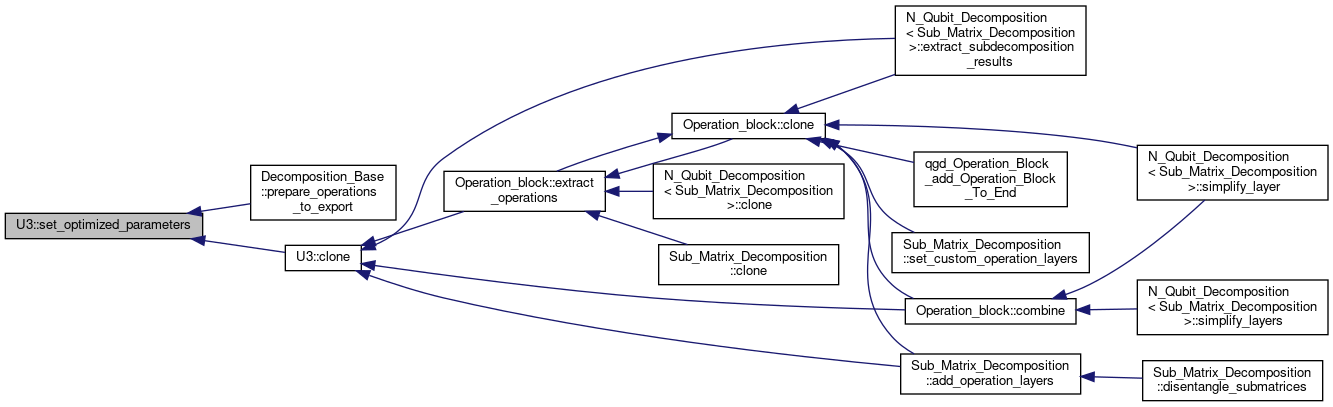 U3::set_optimized_parameters
Decomposition_Base
::prepare_operations
_to_export
U3::clone
Operation_block::extract
_operations
Operation_block::clone
N_Qubit_Decomposition
< Sub_Matrix_Decomposition
>::clone
Sub_Matrix_Decomposition
::clone
N_Qubit_Decomposition
< Sub_Matrix_Decomposition
>::extract_subdecomposition
_results
qgd_Operation_Block
_add_Operation_Block
_To_End
Sub_Matrix_Decomposition
::set_custom_operation_layers
Operation_block::combine
Sub_Matrix_Decomposition
::add_operation_layers
N_Qubit_Decomposition
< Sub_Matrix_Decomposition
>::simplify_layer
N_Qubit_Decomposition
< Sub_Matrix_Decomposition
>::simplify_layers
Sub_Matrix_Decomposition
::disentangle_submatrices